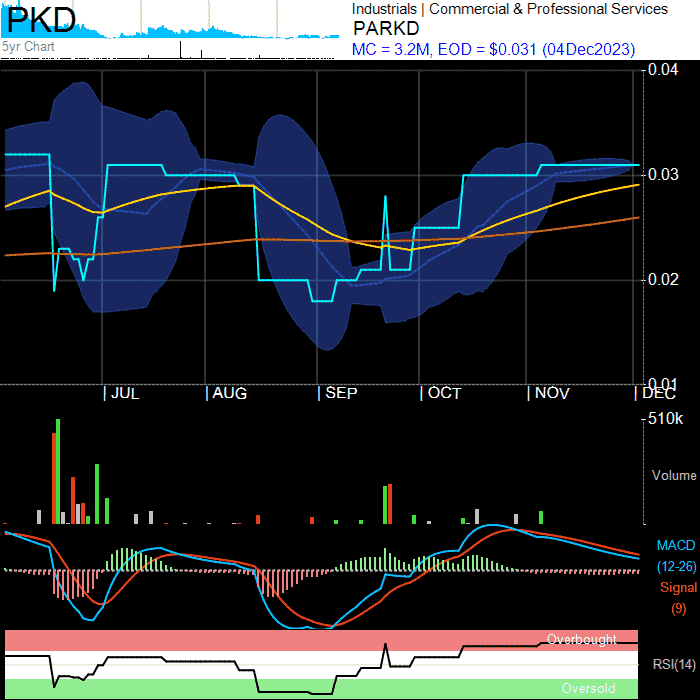 PKD
5yr Chart
Industrials | Commercial & Professional Services
PARKD
MC = 3.2M, EOD = $0.031 (04Dec2023)
0.04
0.03
0.02
0.01
JUL
AUG
SEP
OCT
NOV
DEC
510k
Volume
MACD
(12-26)
Signal
(9)
Overbought
RSI(14)
Oversold